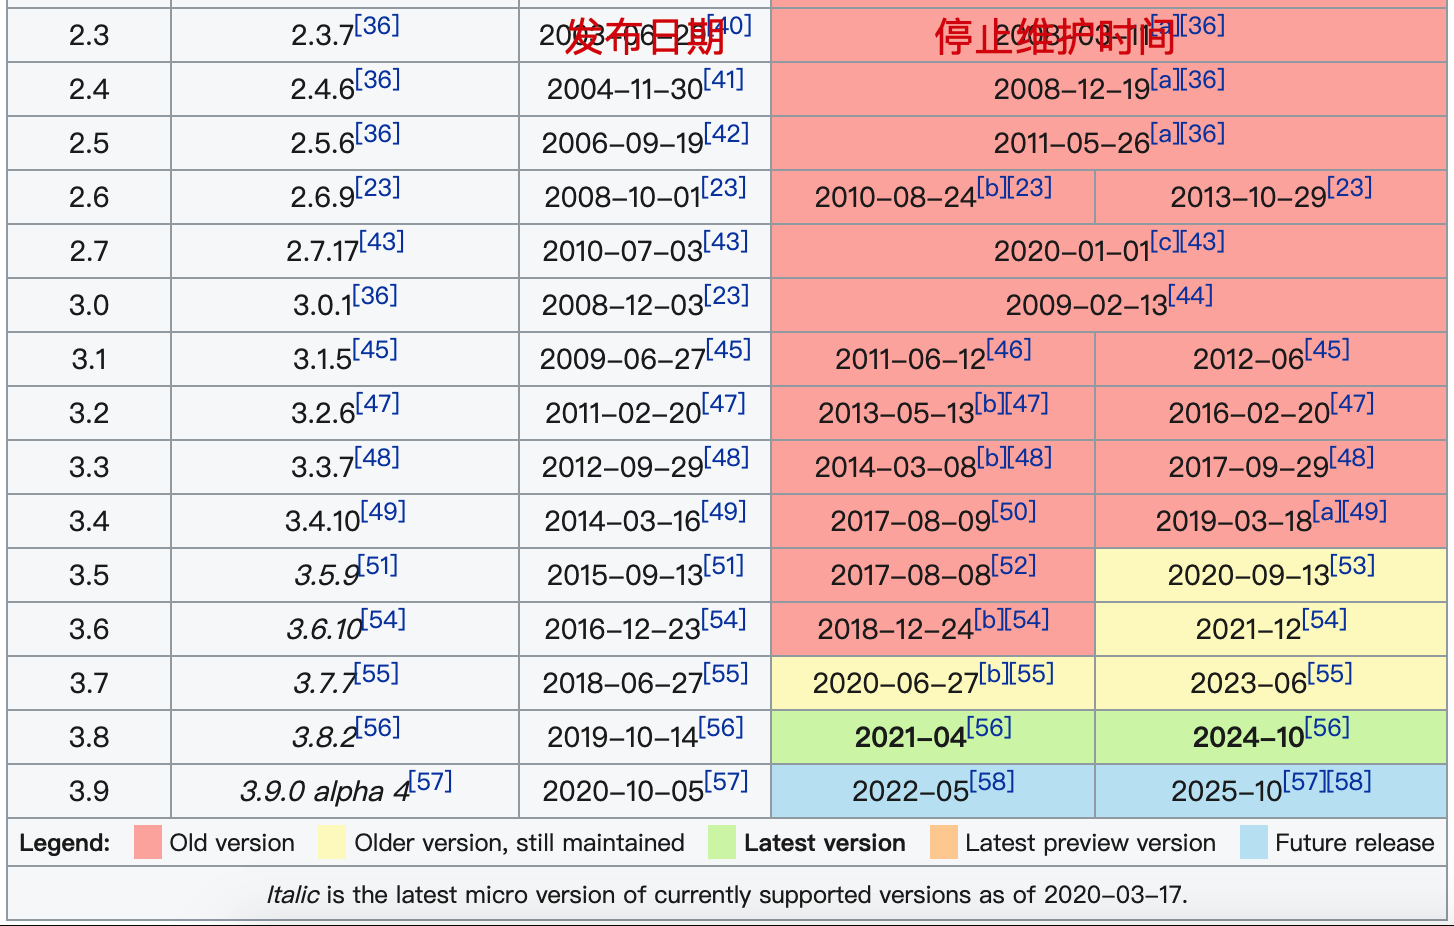 2.3 2.3.7[36] 2003-06-29[40] 2008-03-11[a][36]
发布日期 停止维护时间
2.4 2.4.6[36] 2004-11-30[41] 2008-12-19[a][36]
2.5 2.5.6[36] 2006-09-19[42] 2011-05-26[a][36]
2.6 2.6.9[23] 2008-10-01[23] 2010-08-24[b][23] 2013-10-29[23]
2.7 2.7.17[43] 2010-07-03[43] 2020-01-01[c][43]
3.0 3.0.1[36] 2008-12-03[23] 2009-02-13[44]
3.1 3.1.5[45] 2009-06-27[45] 2011-06-12[46] 2012-06[45]
3.2 3.2.6[47] 2011-02-20[47] 2013-05-13[b][47] 2016-02-20[47]
3.3 3.3.7[48] 2012-09-29[48] 2014-03-08[b][48] 2017-09-29[48]
3.4 3.4.10[49] 2014-03-16[49] 2017-08-09[50] 2019-03-18[a][49]
3.5 3.5.9[51] 2015-09-13[51] 2017-08-08[52] 2020-09-13[53]
3.6 3.6.10[54] 2016-12-23[54] 2018-12-24[b][54] 2021-12[54]
3.7 3.7.7[55] 2018-06-27[55] 2020-06-27[b][55] 2023-06[55]
3.8 3.8.2[56] 2019-10-14[56] 2021-04[56] 2024-10[56]
3.9 3.9.0 alpha 4[57] 2020-10-05[57] 2022-05[58] 2025-10[57][58]
Legend: Old version Older version, still maintained Latest version Latest preview version Future release
Italic is the latest micro version of currently supported versions as of 2020-03-17.